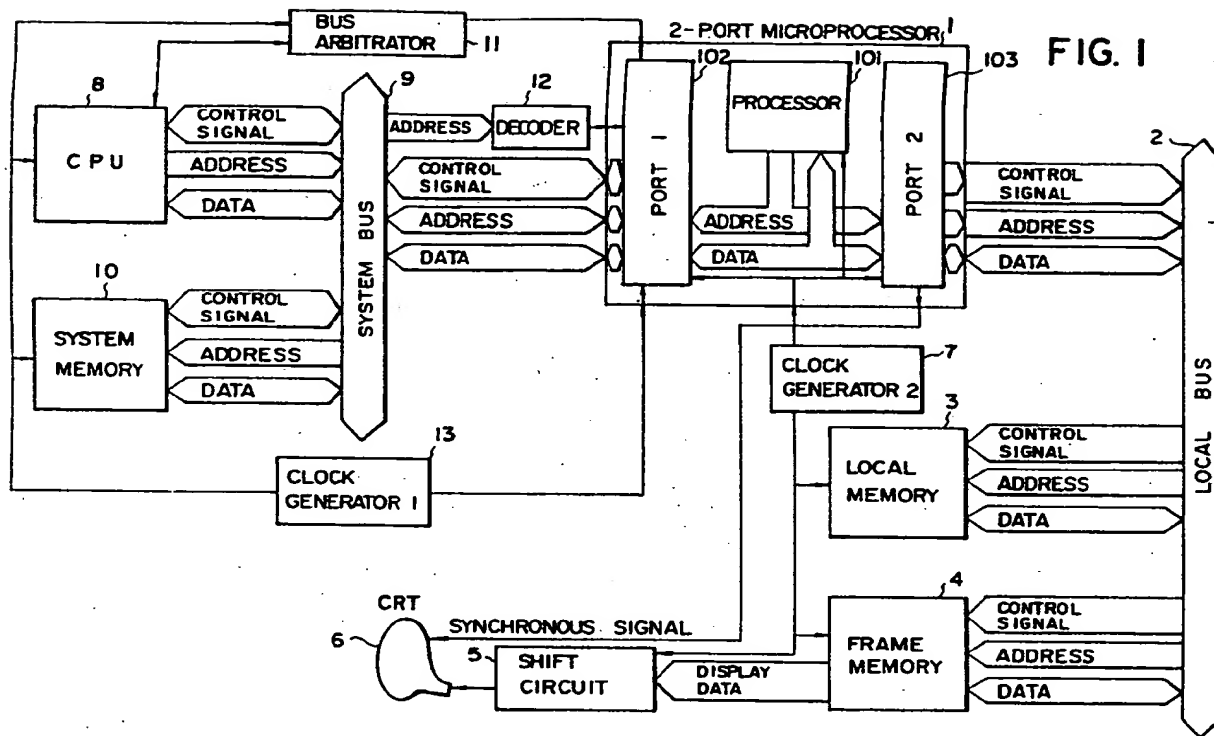 BUS
ARBITRATOR
11
2-PORT MICROPROCESSOR
1
FIG. 1
8
CPU
CONTROL
SIGNAL
ADDRESS
DATA
9
SYSTEM BUS
ADDRESS
12
DECODER
CONTROL
SIGNAL
ADDRESS
DATA
102
PORT 1
101
PROCESSOR
ADDRESS
DATA
103
PORT 2
CONTROL
SIGNAL
ADDRESS
DATA
2
LOCAL BUS
10
SYSTEM
MEMORY
CONTROL
SIGNAL
ADDRESS
DATA
13
CLOCK
GENERATOR 1
7
CLOCK
GENERATOR 2
3
LOCAL
MEMORY
CONTROL
SIGNAL
ADDRESS
DATA
CRT
6
SYNCHRONOUS SIGNAL
5
SHIFT
CIRCUIT
DISPLAY
DATA
4
FRAME
MEMORY
CONTROL
SIGNAL
ADDRESS
DATA